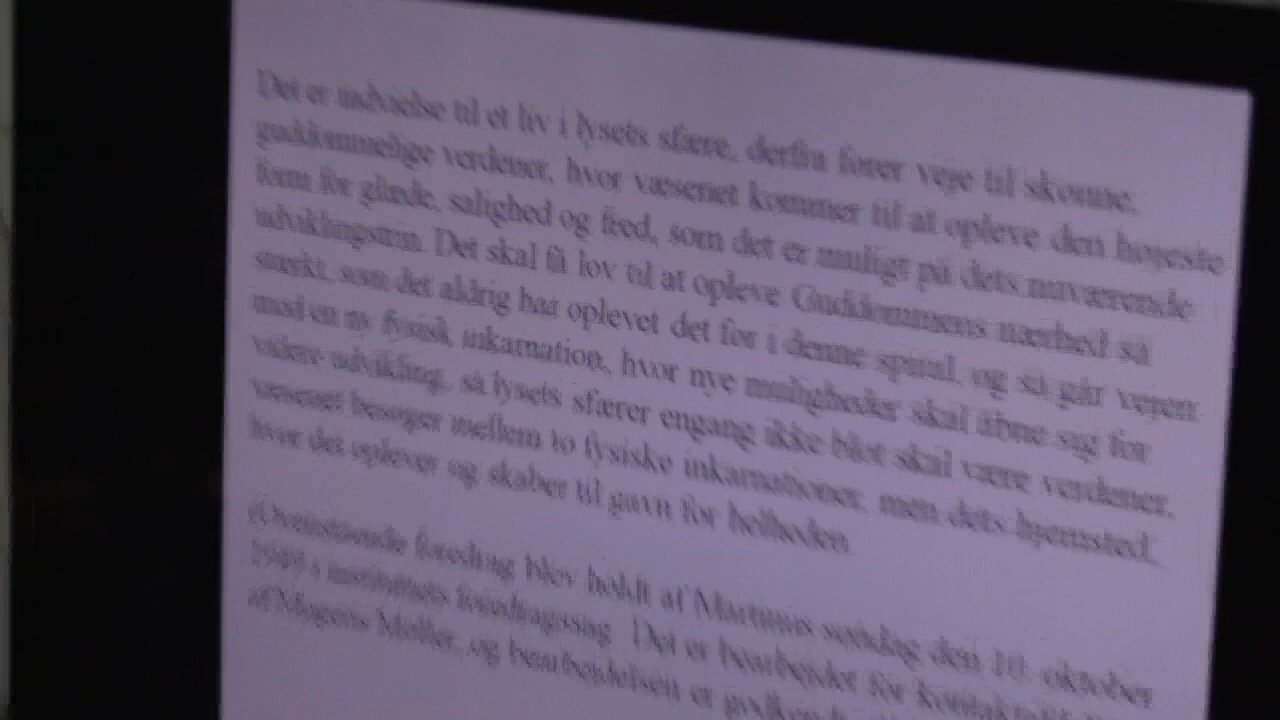 Det er indvielse til et liv i lysets sfære, derfra fører veje til skønne,
guddommelige verdener, hvor væsenet kommer til at opleve den højeste
form for glæde, salighed og fred, som det er muligt på dets nuværende
udviklingstrin. Det skal få lov til at opleve Guddommens nærhed så
stærkt, som det aldrig har oplevet det før i denne spiral, og så går vejen
mod en ny fysisk inkarnation, hvor nye muligheder skal åbne sig for
videre udvikling, så lysets sfærer engang ikke blot skal være verdener,
væsenet besøger mellem to fysiske inkarnationer, men dets hjemsted,
hvor det oplever og skaber til gavn for helheden.
(Ovenstående foredrag blev holdt af Martinus søndag den 10. oktober
i instituttets foredragssag. Det er bearbejdet for
af Mogens Møller, og bearbejdelsen er